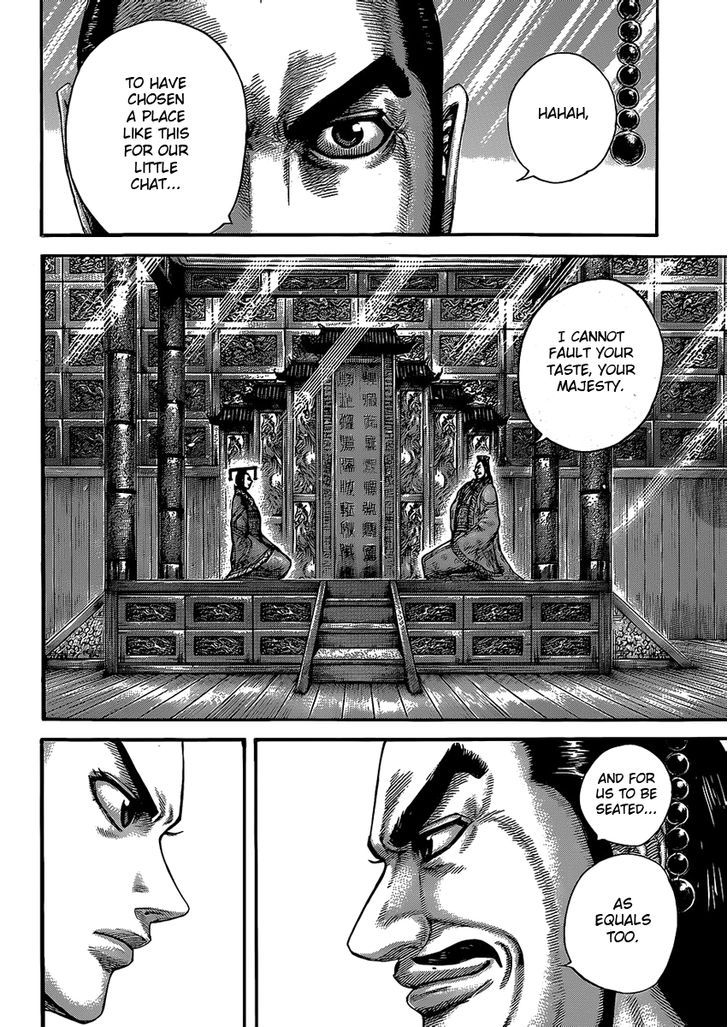 HAHAH,
TO HAVE
CHOSEN
A PLACE
LIKE THIS
FOR OUR
LITTLE
CHAT...
I CANNOT
FAULT YOUR
TASTE, YOUR
MAJESTY.
AND FOR
US TO BE
SEATED...
AS
EQUALS
TOO.